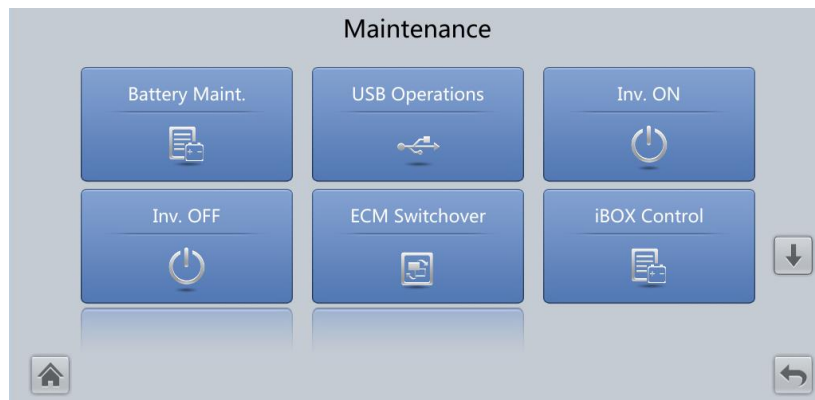 Maintenance
Battery Maint.
USB Operations
Inv. ON
Inv. OFF
ECM Switchover
iBOX Control